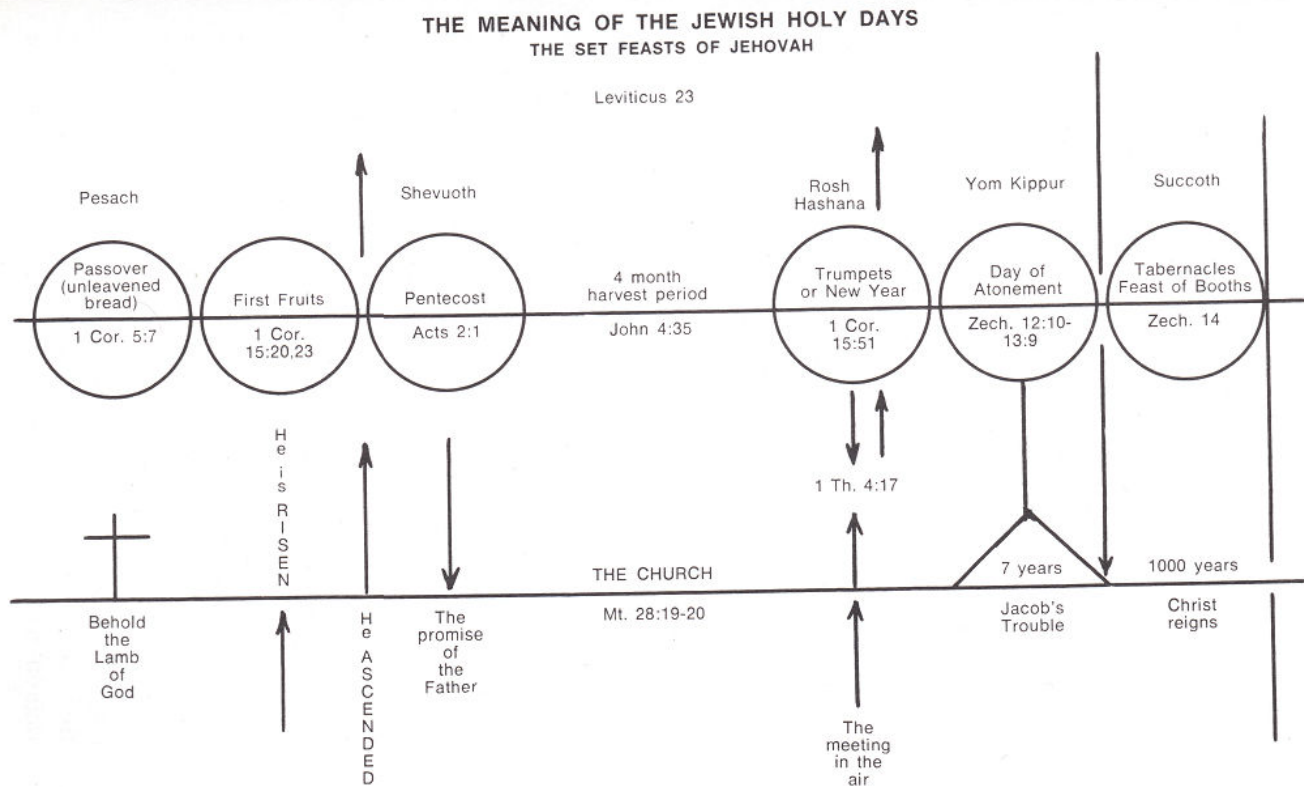 THE MEANING OF THE JEWISH HOLY DAYS
THE SET FEASTS OF JEHOVAH
Leviticus 23
Pesach
Shevuoth
Rosh
Hashana
Yom Kippur
Succoth
Passover
(unleavened
bread)
1 Cor. 5:7
First Fruits
1 Cor.
15:20,23
Pentecost
Acts 2:1
4 month
harvest period
John 4:35
Trumpets
or New Year
1 Cor.
15:51
Day of
Atonement
Zech. 12:10-
13:9
Tabernacles
Feast of Booths
Zech. 14
He is RISEN
1 Th. 4:17
THE CHURCH
Mt. 28:19-20
7 years
1000 years
Behold
the
Lamb
of
God
He ASCENDED
The
promise
of
the
Father
Jacob's
Trouble
Christ
reigns
The
meeting
in the
air